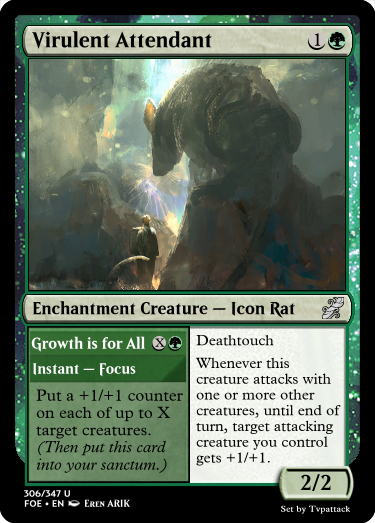 Virulent Attendant 1
Enchantment Creature — Icon Rat
Growth is for All X
Instant — Focus
Put a +1/+1 counter
on each of up to X
target creatures.
(Then put this card
into your sanctum.)
Deathtouch
Whenever this
creature attacks with
one or more other
creatures, until end of
turn, target attacking
creature you control
gets +1/+1.
2/2
306/347 U
FOE • EN Eren ARIK
Set by Tvpattack